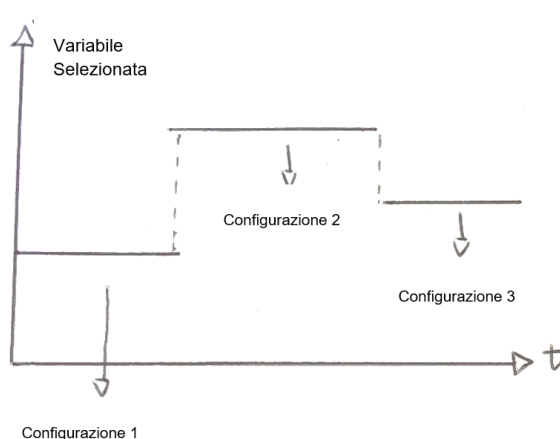 Variabile
Selezionata
Configurazione 2
Configurazione 3
t
Configurazione 1